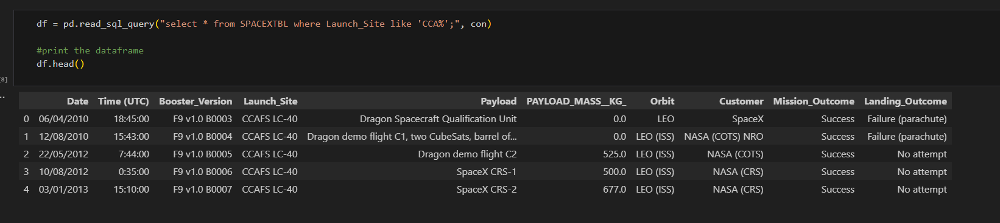 df = pd.read_sql_query("select * from SPACEXTBL where Launch_Site like 'CCA%';", con)
#print the dataframe
df.head()
[8]
Date Time (UTC) Booster_Version Launch_Site Payload PAYLOAD_MASS__KG_ Orbit Customer Mission_Outcome Landing_Outcome
0 06/04/2010 18:45:00 F9 v1.0 B0003 CCAFS LC-40 Dragon Spacecraft Qualification Unit 0.0 LEO SpaceX Success Failure (parachute)
1 12/08/2010 15:43:00 F9 v1.0 B0004 CCAFS LC-40 Dragon demo flight C1, two CubeSats, barrel of... 0.0 LEO (ISS) NASA (COTS) NRO Success Failure (parachute)
2 22/05/2012 7:44:00 F9 v1.0 B0005 CCAFS LC-40 Dragon demo flight C2 525.0 LEO (ISS) NASA (COTS) Success No attempt
3 10/08/2012 0:35:00 F9 v1.0 B0006 CCAFS LC-40 SpaceX CRS-1 500.0 LEO (ISS) NASA (CRS) Success No attempt
4 03/01/2013 15:10:00 F9 v1.0 B0007 CCAFS LC-40 SpaceX CRS-2 677.0 LEO (ISS) NASA (CRS) Success No attempt